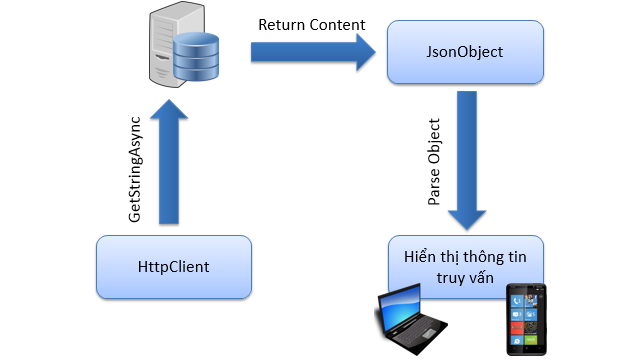 Return Content
JsonObject
GetStringAsync
Parse Object
HttpClient
Hiển thị thông tin
truy vấn